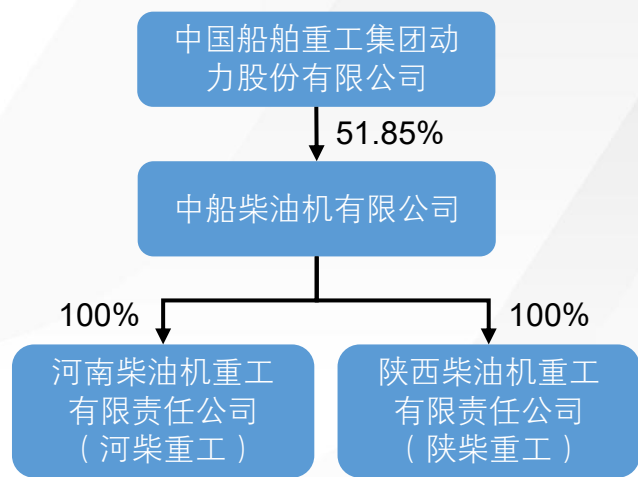 中国船舶重工集团动
力股份有限公司
51.85%
中船柴油机有限公司
100%
100%
河南柴油机重工
有限责任公司
（河柴重工）
陕西柴油机重工
有限责任公司
（陕柴重工）